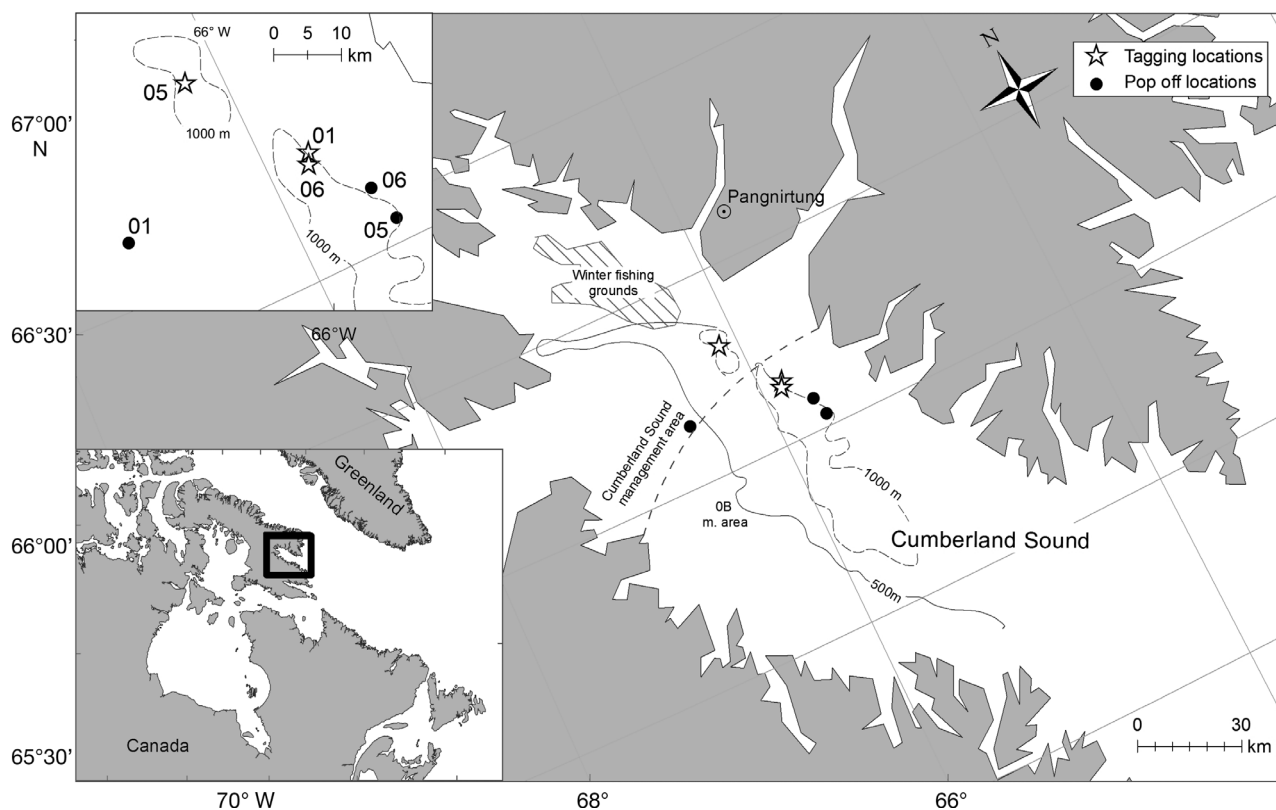 66° W
0 5 10
km
05
1000 m
01
06
06
05
01
1000 m
N
Tagging locations
Pop off locations
67°00’
N
Pangnirtung
Winter fishing
grounds
66°30’
66°W
Cumberland Sound
management area
0B
m. area
1000 m
Cumberland Sound
500m
66°00’
Greenland
Canada
0 30
km
65°30’
70° W
68°
66°